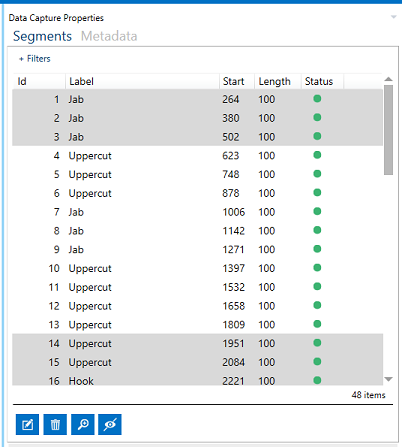 Data Capture Properties
Segments Metadata
+ Filters
Id Label Start Length Status
1 Jab 264 100
2 Jab 380 100
3 Jab 502 100
4 Uppercut 623 100
5 Uppercut 748 100
6 Uppercut 878 100
7 Jab 1006 100
8 Jab 1142 100
9 Jab 1271 100
10 Uppercut 1397 100
11 Uppercut 1532 100
12 Uppercut 1658 100
13 Uppercut 1809 100
14 Uppercut 1951 100
15 Uppercut 2084 100
16 Hook 2221 100
48 items